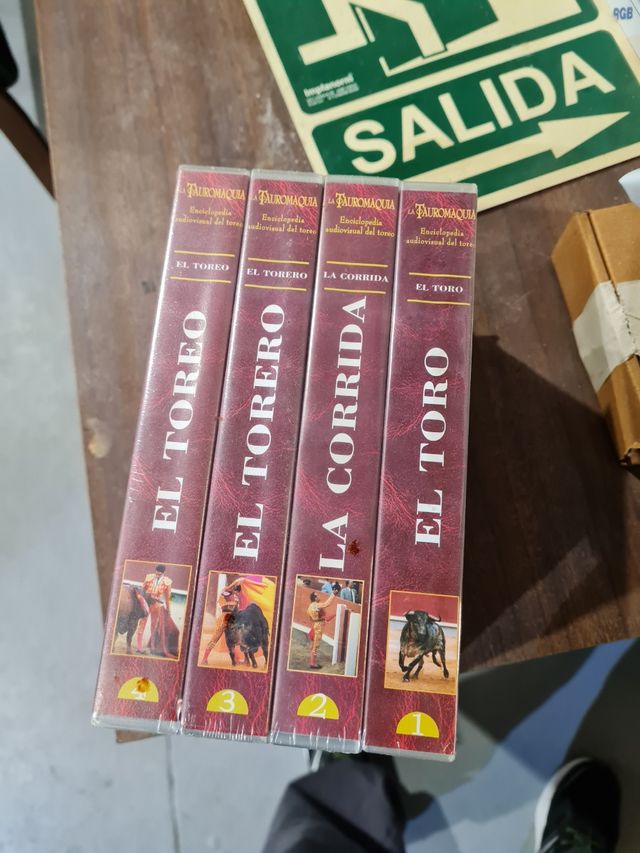 RGB
Implanorml
SALIDA
LA TAUROMAQUIA
Enciclopedia
audiovisual del toreo
EL TOREO
EL TOREO
4
LA TAUROMAQUIA
Enciclopedia
audiovisual del toreo
EL TORERO
EL TORERO
3
LA TAUROMAQUIA
Enciclopedia
audiovisual del toreo
LA CORRIDA
LA CORRIDA
2
LA TAUROMAQUIA
Enciclopedia
audiovisual del toreo
EL TORO
EL TORO
1